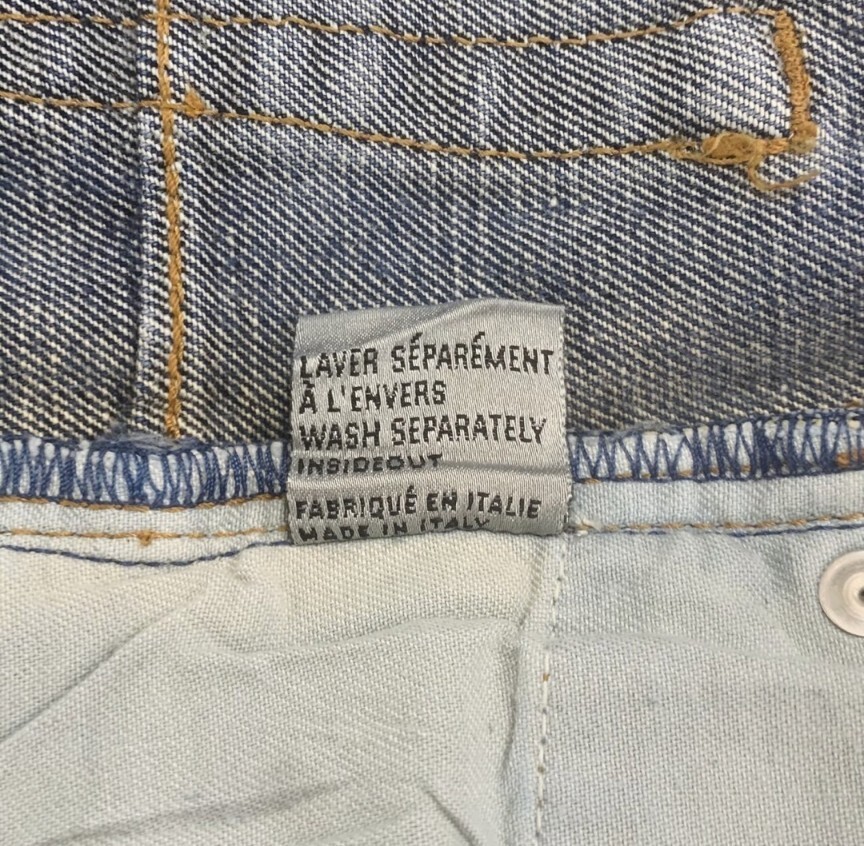 LAVER SÉPARÉMENT
À L'ENVERS
WASH SEPARATELY
INSIDEOUT
FABRIQUÉ EN ITALIE
MADE IN ITALY